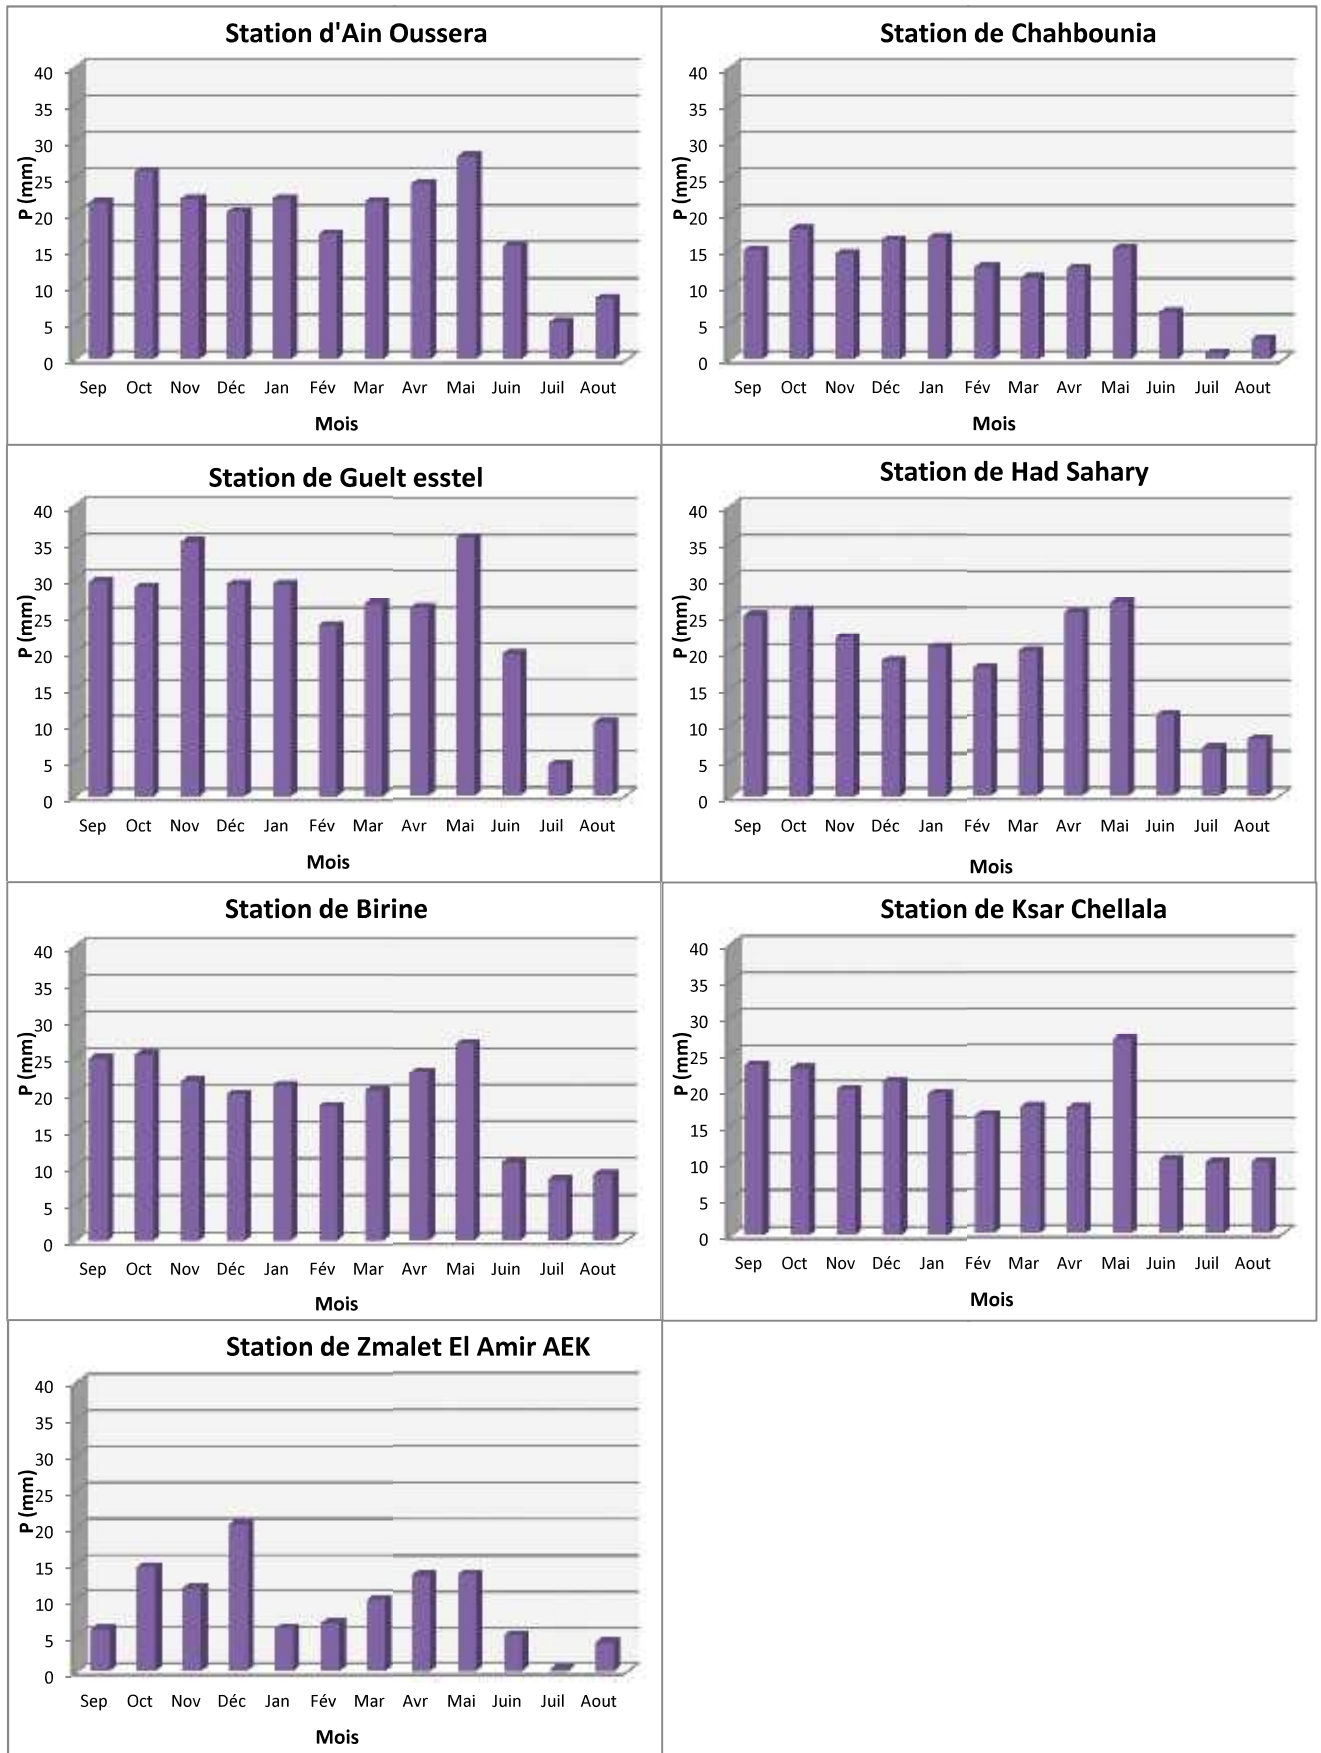 Station d'Ain Oussera
40
35
30
25
20
15
10
5
0
P (mm)
Sep Oct Nov Déc Jan Fév Mar Avr Mai Juin Juil Aout
Mois
Station de Chahbounia
40
35
30
25
20
15
10
5
0
P (mm)
Sep Oct Nov Déc Jan Fév Mar Avr Mai Juin Juil Aout
Mois
Station de Guelt esstel
40
35
30
25
20
15
10
5
0
P (mm)
Sep Oct Nov Déc Jan Fév Mar Avr Mai Juin Juil Aout
Mois
Station de Had Sahary
40
35
30
25
20
15
10
5
0
P (mm)
Sep Oct Nov Déc Jan Fév Mar Avr Mai Juin Juil Aout
Mois
Station de Birine
40
35
30
25
20
15
10
5
0
P (mm)
Sep Oct Nov Déc Jan Fév Mar Avr Mai Juin Juil Aout
Mois
Station de Ksar Chellala
40
35
30
25
20
15
10
5
0
P (mm)
Sep Oct Nov Déc Jan Fév Mar Avr Mai Juin Juil Aout
Mois
Station de Zmalet El Amir AEK
40
35
30
25
20
15
10
5
0
P (mm)
Sep Oct Nov Déc Jan Fév Mar Avr Mai Juin Juil Aout
Mois